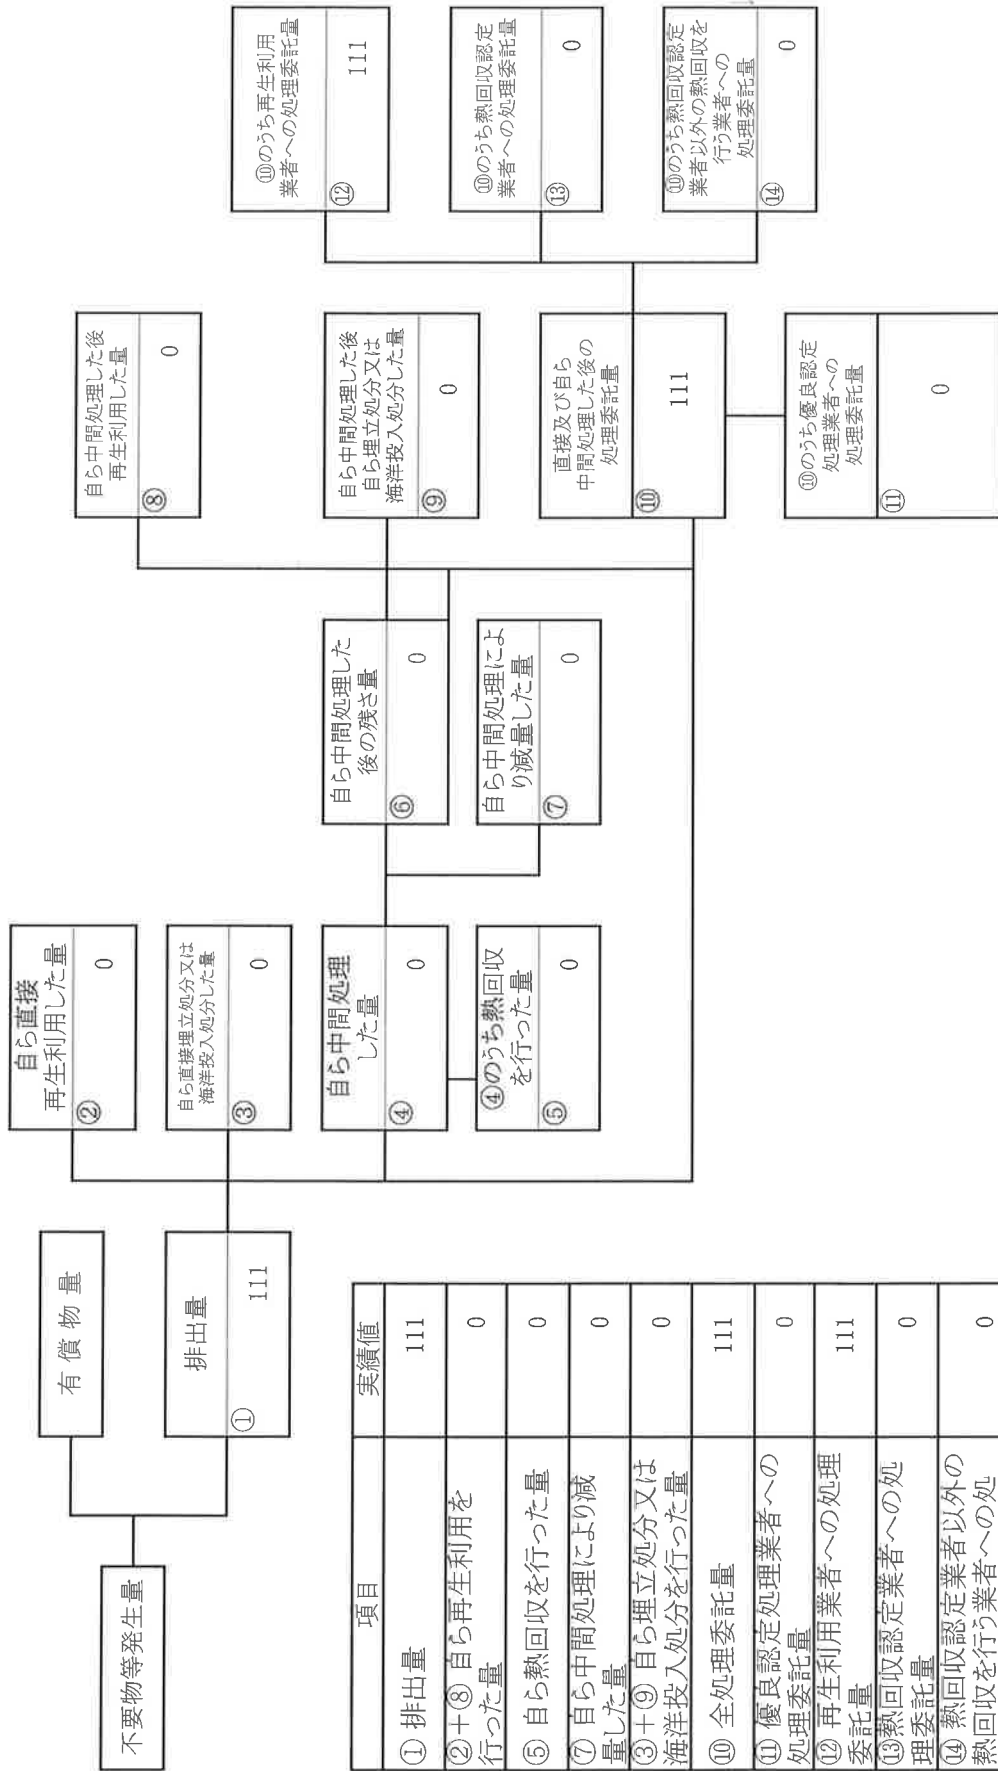 不要物等発生量
有償物量
排出量
①
111
自ら直接
再生利用した量
②
0
自ら直接埋立処分又は
海洋投入処分した量
③
0
自ら中間処理
した量
④
0
④のうち熱回収
を行った量
⑤
0
自ら中間処理した
後の残さ量
⑥
0
自ら中間処理によ
り減量した量
⑦
0
自ら中間処理した後
再生利用した量
⑧
0
自ら中間処理した後
自ら埋立処分又は
海洋投入処分した量
⑨
0
直接及び自ら
中間処理した後の
処理委託量
⑩
111
⑩のうち優良認定
処理業者への
処理委託量
⑪
0
⑩のうち再生利用
業者への処理委託量
⑫
111
⑩のうち熱回収認定
業者への処理委託量
⑬
0
⑩のうち熱回収認定
業者以外の熱回収を
行う業者への
処理委託量
⑭
0
項目 実績値
①排出量 111
②+⑧ 自ら再生利用を
行った量 0
⑤ 自ら熱回収を行った量 0
⑦ 自ら中間処理により減
量した量 0
③+⑨ 自ら埋立処分又は
海洋投入処分を行った量 0
⑩ 全処理委託量 111
⑪ 優良認定処理業者への
処理委託量 0
⑫ 再生利用業者への処理
委託量 111
⑬熱回収認定業者への処
理委託量 0
⑭ 熱回収認定業者以外の
熱回収を行う業者への処 0